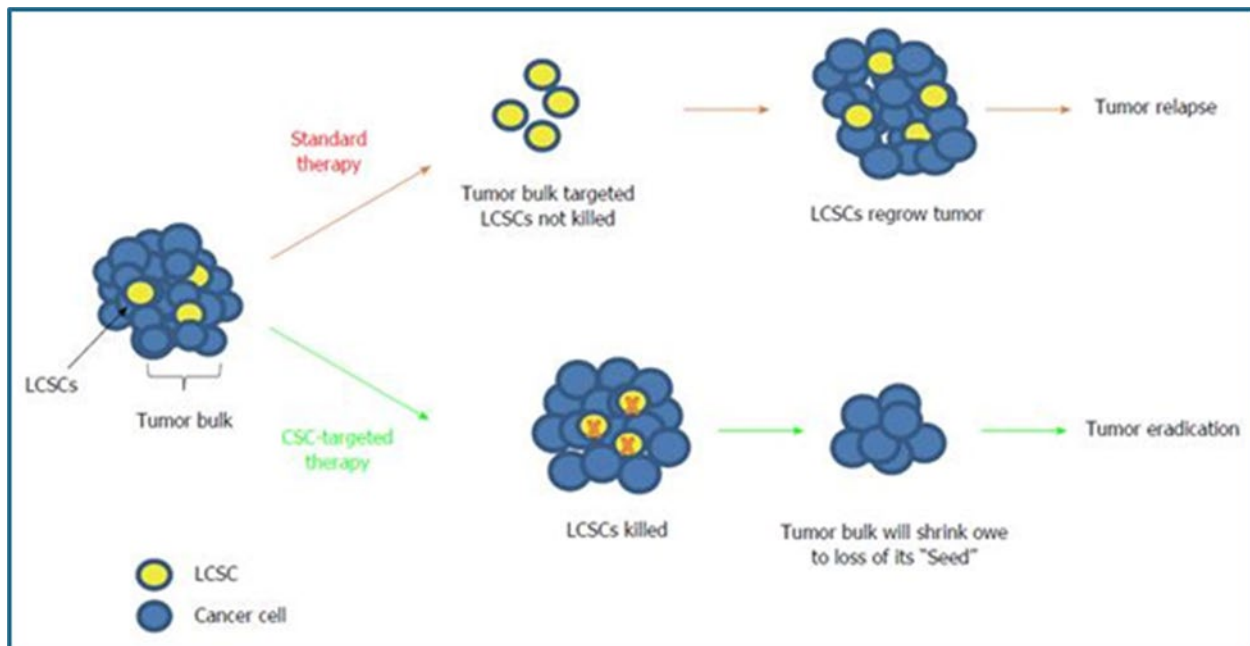 Standard
therapy
Tumor bulk targeted
LCSCs not killed
LCSCs regrow tumor
Tumor relapse
LCSCs
Tumor bulk
CSC-targeted
therapy
LCSCs killed
Tumor bulk will shrink owe
to loss of its "Seed"
Tumor eradication
LCSC
Cancer cell